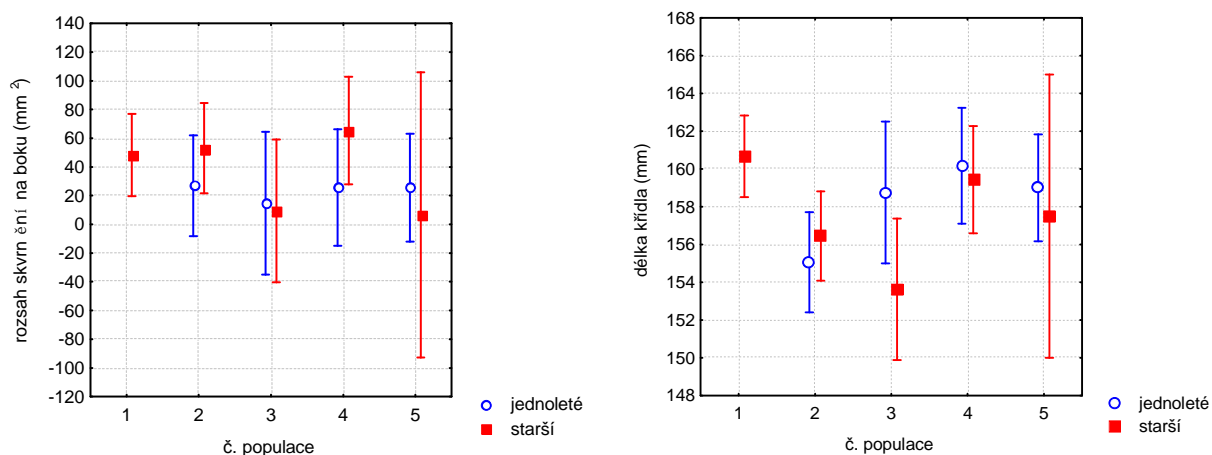 rozsah skvrn ění na boku (mm ²)
140
120
100
80
60
40
20
0
-20
-40
-60
-80
-100
-120
1 2 3 4 5
č. populace
jednoleté
starší
délka křídla (mm)
168
166
164
162
160
158
156
154
152
150
148
1 2 3 4 5
č. populace
jednoleté
starší